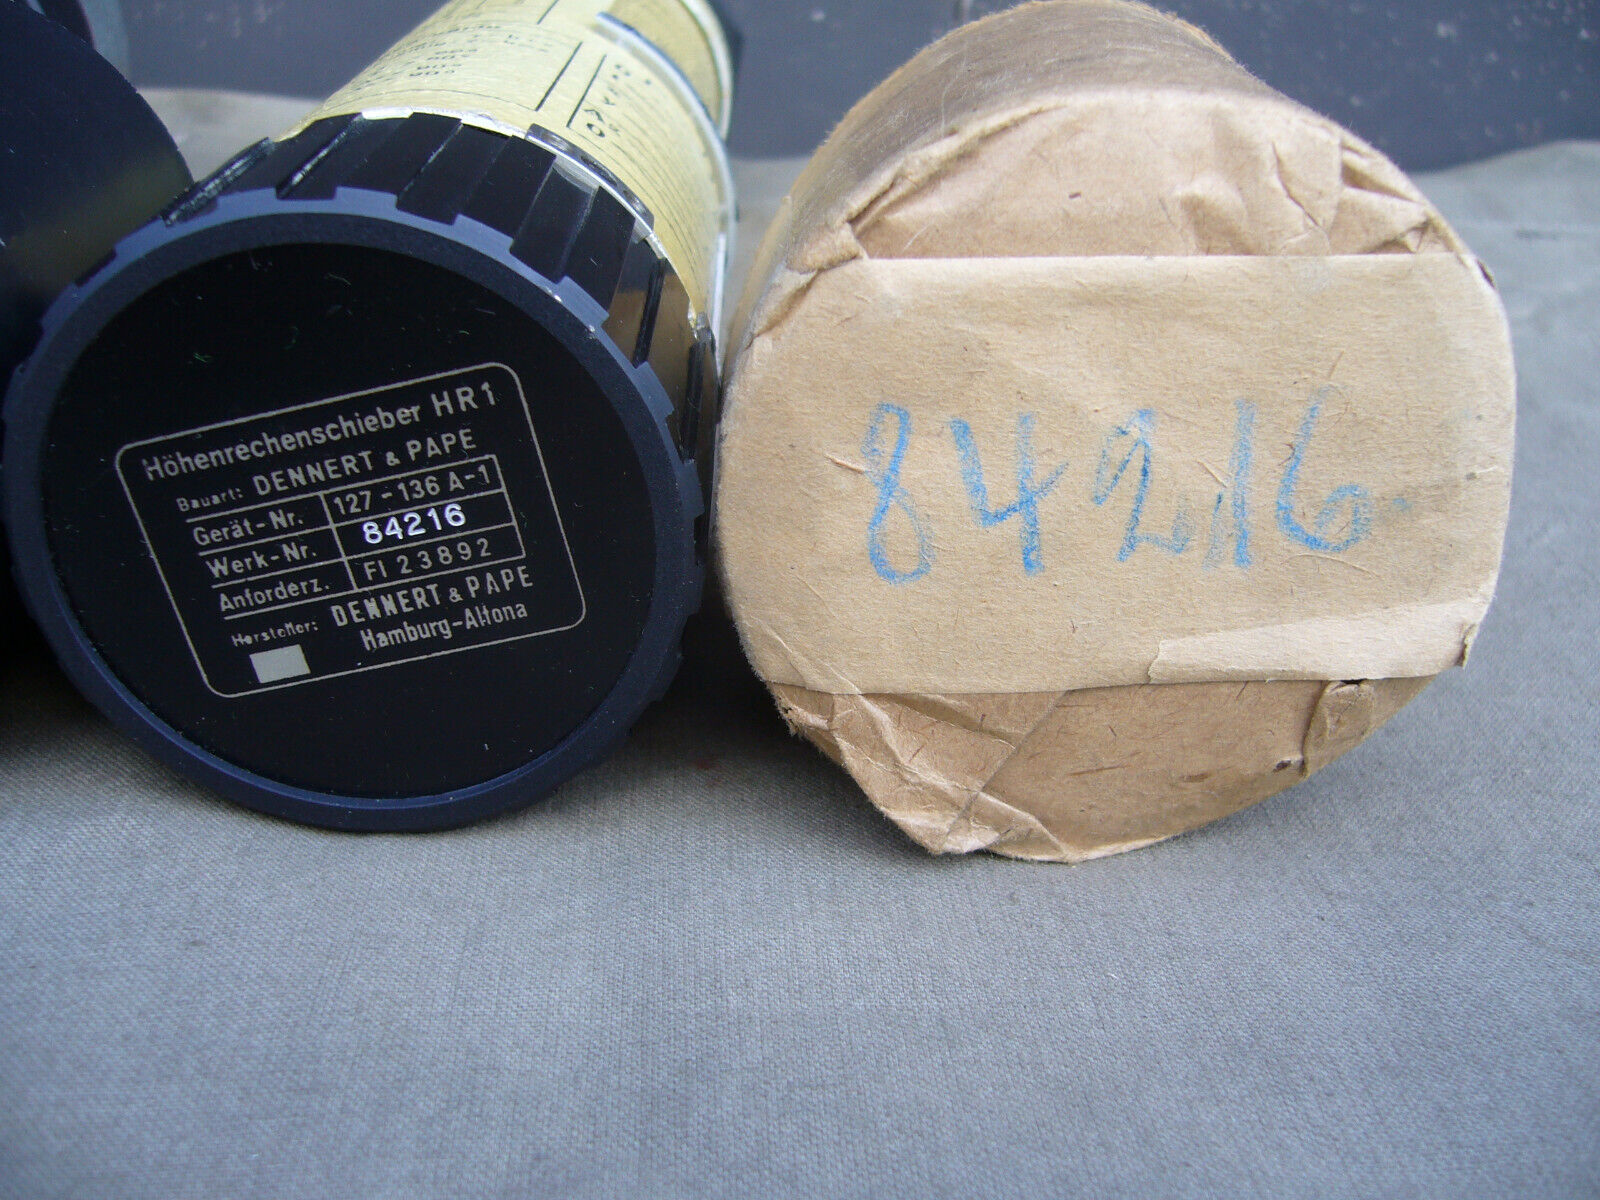 Höhenrechenschieber HR1
Bauart: DENNERT & PAPE
Gerät-Nr. 127-136 A-1
Werk-Nr. 84216
Anforderz. Fl 23892
Hersteller: DENNERT & PAPE
Hamburg-Altona
84216